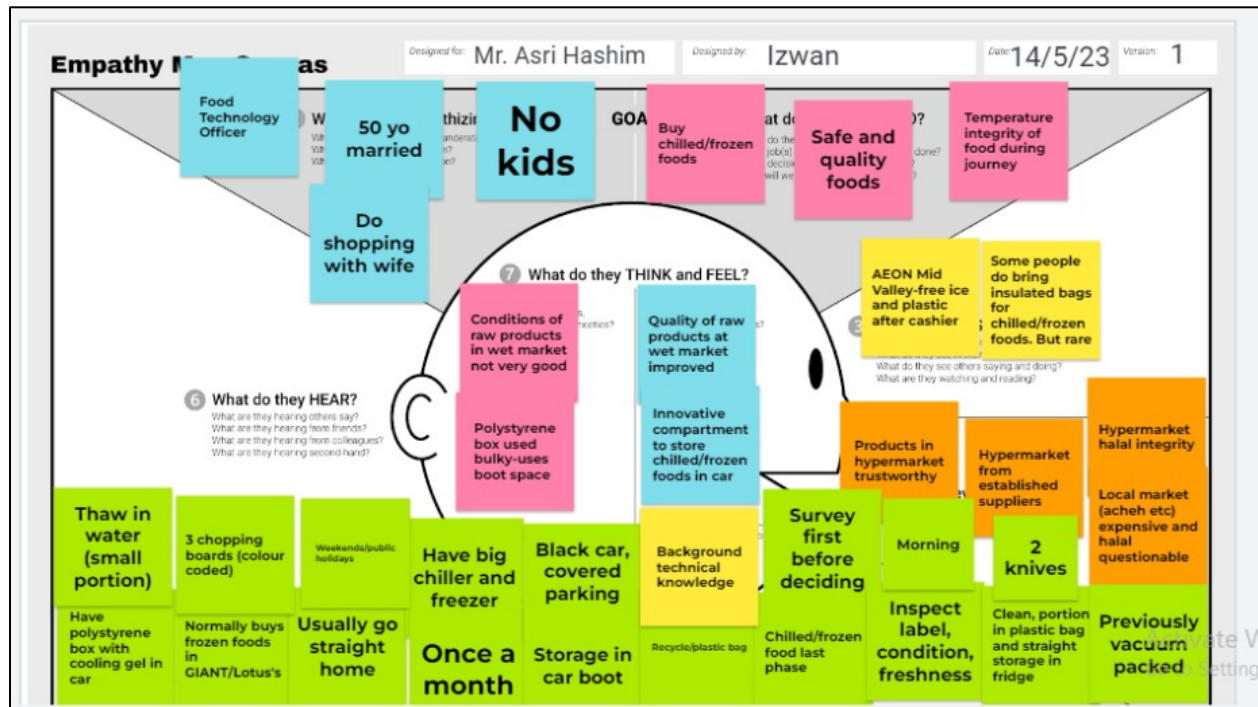 Empathy M
as
Designed for:
Mr. Asri Hashim
Designed by:
Izwan
Date:
14/5/23
Version:
1
Food
Technology
Officer
50 yo
married
No
kids
Do
shopping
with wife
GOA
Buy
chilled/frozen
foods
Safe and
quality
foods
Temperature
integrity of
food during
journey
7 What do they THINK and FEEL?
Conditions of
raw products
in wet market
not very good
Quality of raw
products at
wet market
improved
Polystyrene
box used
bulky-uses
boot space
Innovative
compartment
to store
chilled/frozen
foods in car
AEON Mid
Valley-free ice
and plastic
after cashier
Some people
do bring
insulated bags
for
chilled/frozen
foods. But rare
What do they see others saying and doing?
What are they watching and reading?
6 What do they HEAR?
What are they hearing others say?
What are they hearing from friends?
What are they hearing from colleagues?
What are they hearing second-hand?
Products in
hypermarket
trustworthy
Hypermarket
from
established
suppliers
Hypermarket
halal integrity
Local market
(acheh etc)
expensive and
halal
questionable
Thaw in
water
(small
portion)
3 chopping
boards (colour
coded)
Weekends/public
holidays
Have big
chiller and
freezer
Black car,
covered
parking
Background
technical
knowledge
Survey
first
before
deciding
Morning
2
knives
Have
polystyrene
box with
cooling gel in
car
Normally buys
frozen foods
in
GIANT/Lotus's
Usually go
straight
home
Once a
month
Storage in
car boot
Recycle/plastic bag
Chilled/frozen
food last
phase
Inspect
label,
condition,
freshness
Clean, portion
in plastic bag
and straight
storage in
fridge
Previously
vacuum
packed